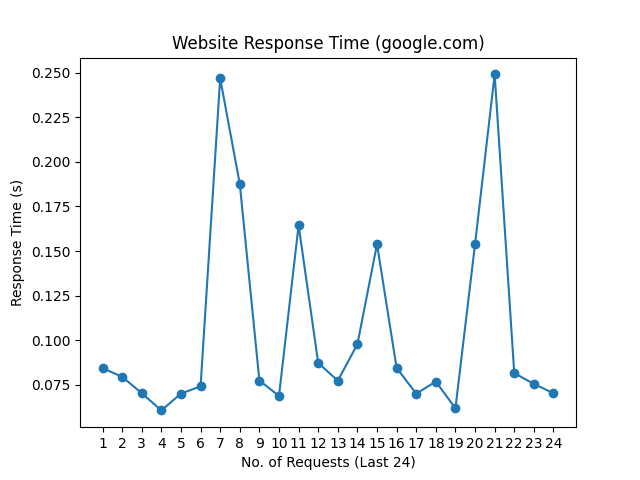 Website Response Time (google.com)
0.250
0.225
0.200
0.175
0.150
0.125
0.100
0.075
Response Time (s)
1 2 3 4 5 6 7 8 9 10 11 12 13 14 15 16 17 18 19 20 21 22 23 24
No. of Requests (Last 24)